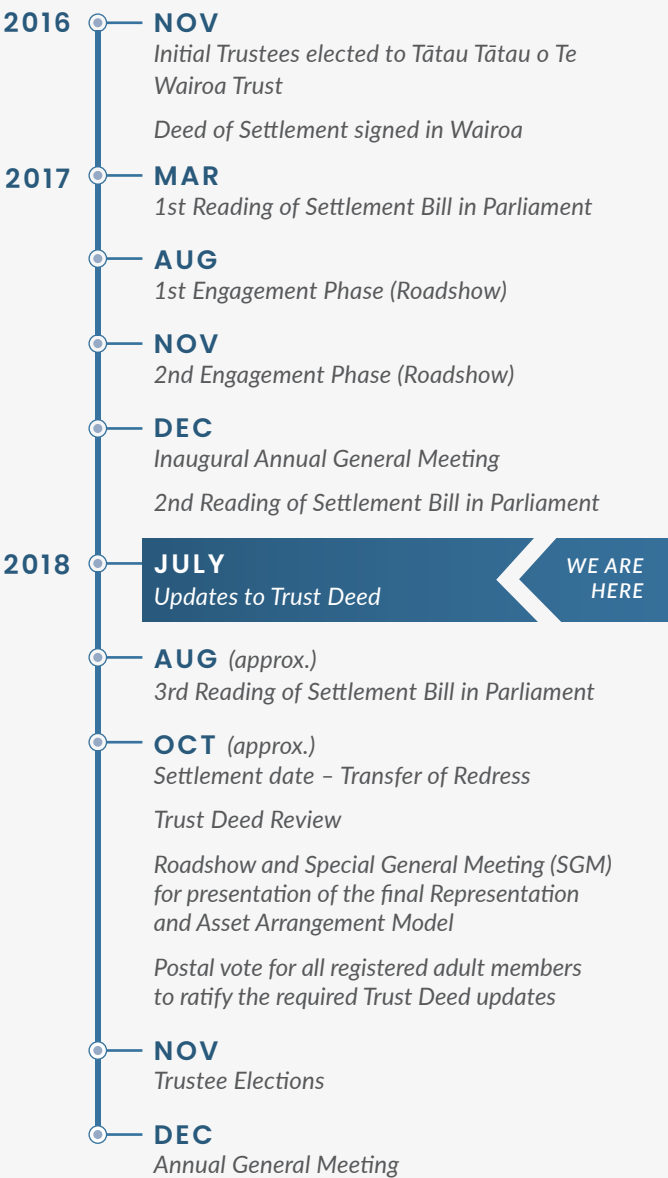 2016 NOV
Initial Trustees elected to Tātau Tātau o Te
Wairoa Trust
Deed of Settlement signed in Wairoa
2017 MAR
1st Reading of Settlement Bill in Parliament
AUG
1st Engagement Phase (Roadshow)
NOV
2nd Engagement Phase (Roadshow)
DEC
Inaugural Annual General Meeting
2nd Reading of Settlement Bill in Parliament
2018 JULY
Updates to Trust Deed
WE ARE
HERE
AUG (approx.)
3rd Reading of Settlement Bill in Parliament
OCT (approx.)
Settlement date – Transfer of Redress
Trust Deed Review
Roadshow and Special General Meeting (SGM)
for presentation of the final Representation
and Asset Arrangement Model
Postal vote for all registered adult members
to ratify the required Trust Deed updates
NOV
Trustee Elections
DEC
Annual General Meeting